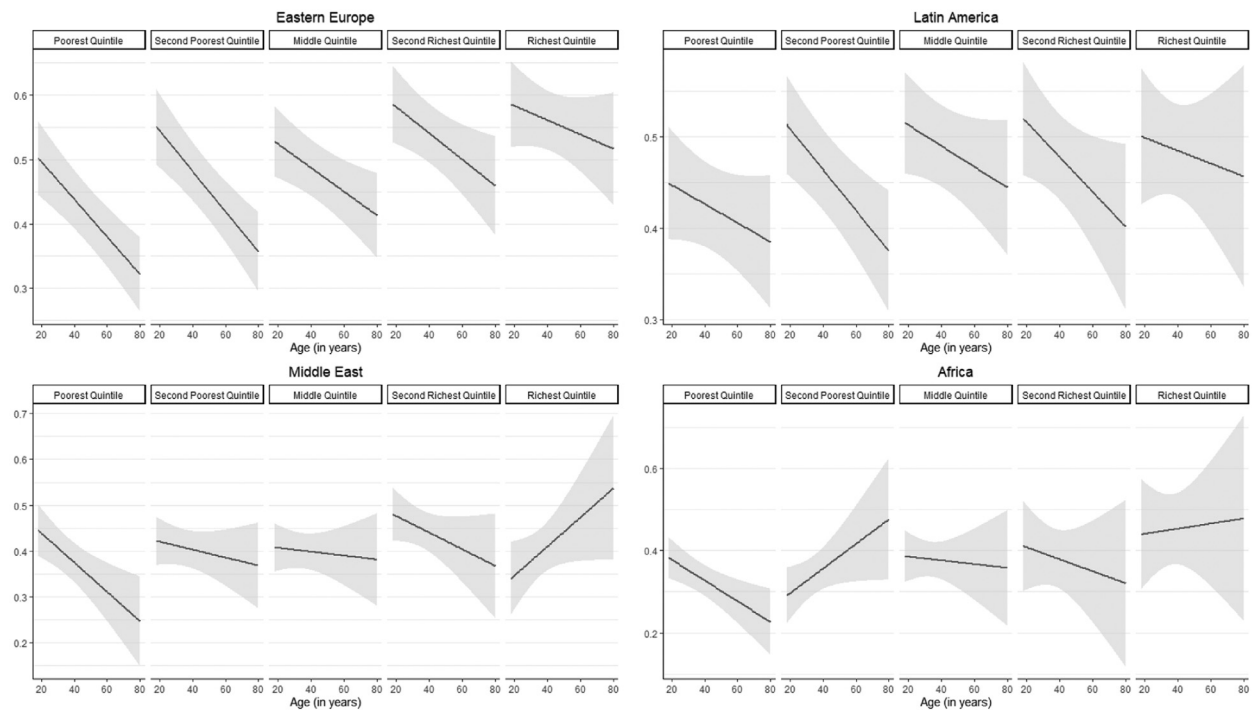 Eastern Europe
Poorest Quintile Second Poorest Quintile Middle Quintile Second Richest Quintile Richest Quintile
0.6
0.5
0.4
0.3
20 40 60 80 20 40 60 80 20 40 60 80 20 40 60 80 20 40 60 80
Age (in years)
Latin America
Poorest Quintile Second Poorest Quintile Middle Quintile Second Richest Quintile Richest Quintile
0.5
0.4
0.3
20 40 60 80 20 40 60 80 20 40 60 80 20 40 60 80 20 40 60 80
Age (in years)
Middle East
Poorest Quintile Second Poorest Quintile Middle Quintile Second Richest Quintile Richest Quintile
0.7
0.6
0.5
0.4
0.3
0.2
20 40 60 80 20 40 60 80 20 40 60 80 20 40 60 80 20 40 60 80
Age (in years)
Africa
Poorest Quintile Second Poorest Quintile Middle Quintile Second Richest Quintile Richest Quintile
0.6
0.4
0.2
20 40 60 80 20 40 60 80 20 40 60 80 20 40 60 80 20 40 60 80
Age (in years)